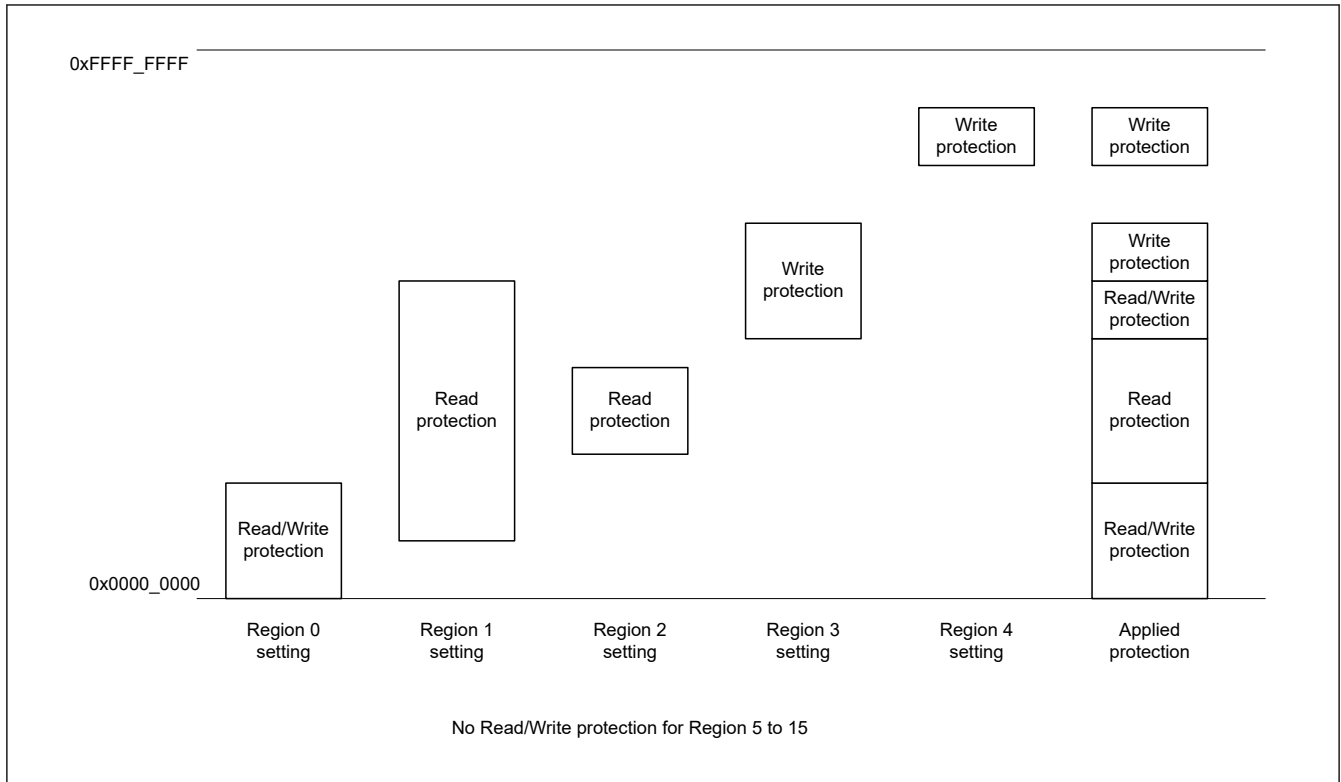 0xFFFF_FFFF
Write
protection
Write
protection
Write
protection
Write
protection
Read/Write
protection
Read
protection
Read
protection
Read
protection
Read/Write
protection
Read/Write
protection
0x0000_0000
Region 0
setting
Region 1
setting
Region 2
setting
Region 3
setting
Region 4
setting
Applied
protection
No Read/Write protection for Region 5 to 15